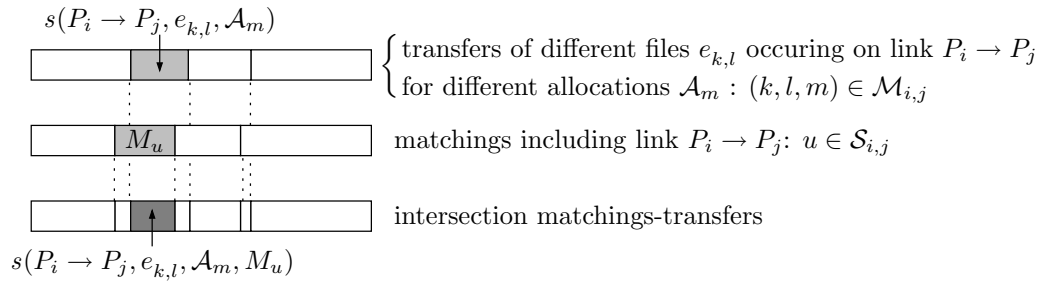 s(P_i → P_j, e_{k,l}, 𝒜_m)
transfers of different files e_{k,l} occuring on link P_i → P_j
for different allocations 𝒜_m : (k, l, m) ∈ ℳ_{i,j}
M_u
matchings including link P_i → P_j: u ∈ 𝒮_{i,j}
intersection matchings-transfers
s(P_i → P_j, e_{k,l}, 𝒜_m, M_u)